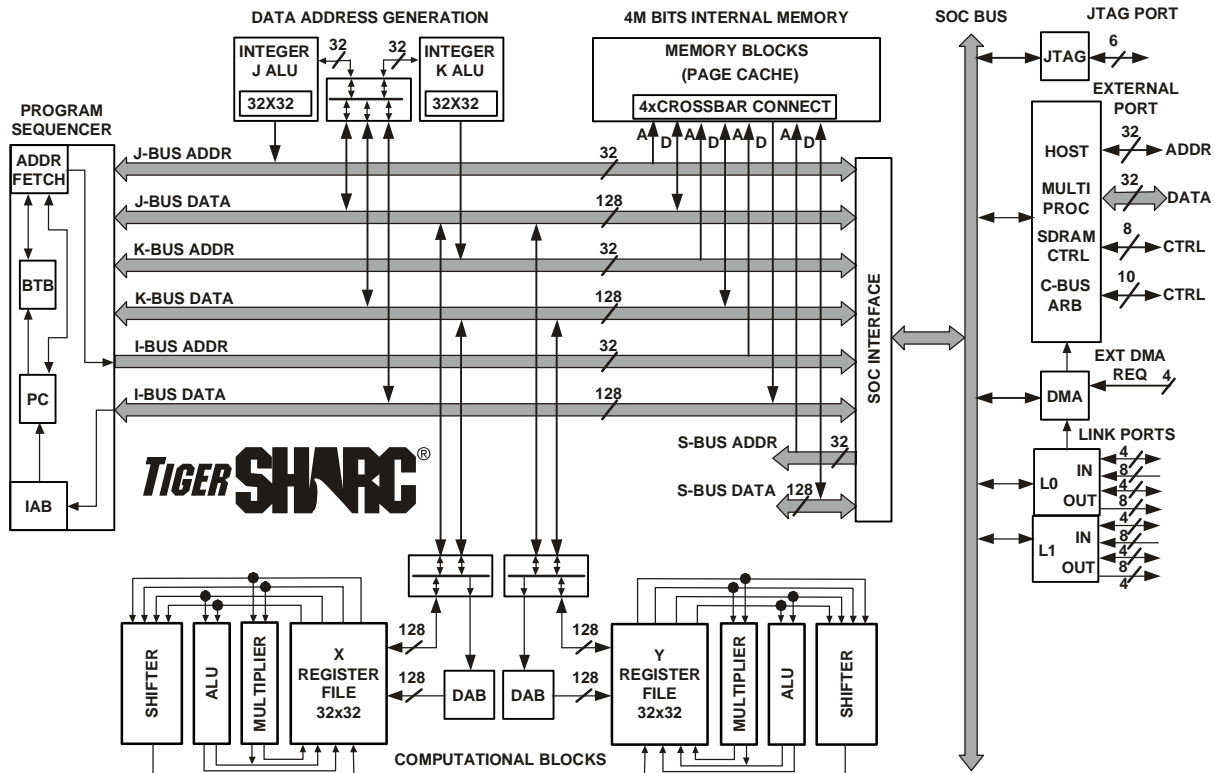 DATA ADDRESS GENERATION
4M BITS INTERNAL MEMORY
SOC BUS
JTAG PORT
INTEGER
J ALU
32X32
32
32
INTEGER
K ALU
32X32
MEMORY BLOCKS
(PAGE CACHE)
4xCROSSBAR CONNECT
A D A D A D A D
JTAG
6
PROGRAM
SEQUENCER
ADDR
FETCH
BTB
PC
IAB
J-BUS ADDR
32
J-BUS DATA
128
K-BUS ADDR
32
K-BUS DATA
128
I-BUS ADDR
32
I-BUS DATA
128
S-BUS ADDR
32
S-BUS DATA
128
SOC INTERFACE
EXTERNAL
PORT
HOST
32
ADDR
MULTI
PROC
32
DATA
SDRAM
CTRL
8
CTRL
C-BUS
ARB
10
CTRL
EXT DMA
REQ
4
DMA
LINK PORTS
L0
IN
OUT
4
8
4
8
L1
IN
OUT
4
8
4
8
4
TIGER SHARC®
SHIFTER
ALU
MULTIPLIER
X
REGISTER
FILE
32x32
128
128
DAB
DAB
128
128
Y
REGISTER
FILE
32x32
MULTIPLIER
ALU
SHIFTER
COMPUTATIONAL BLOCKS